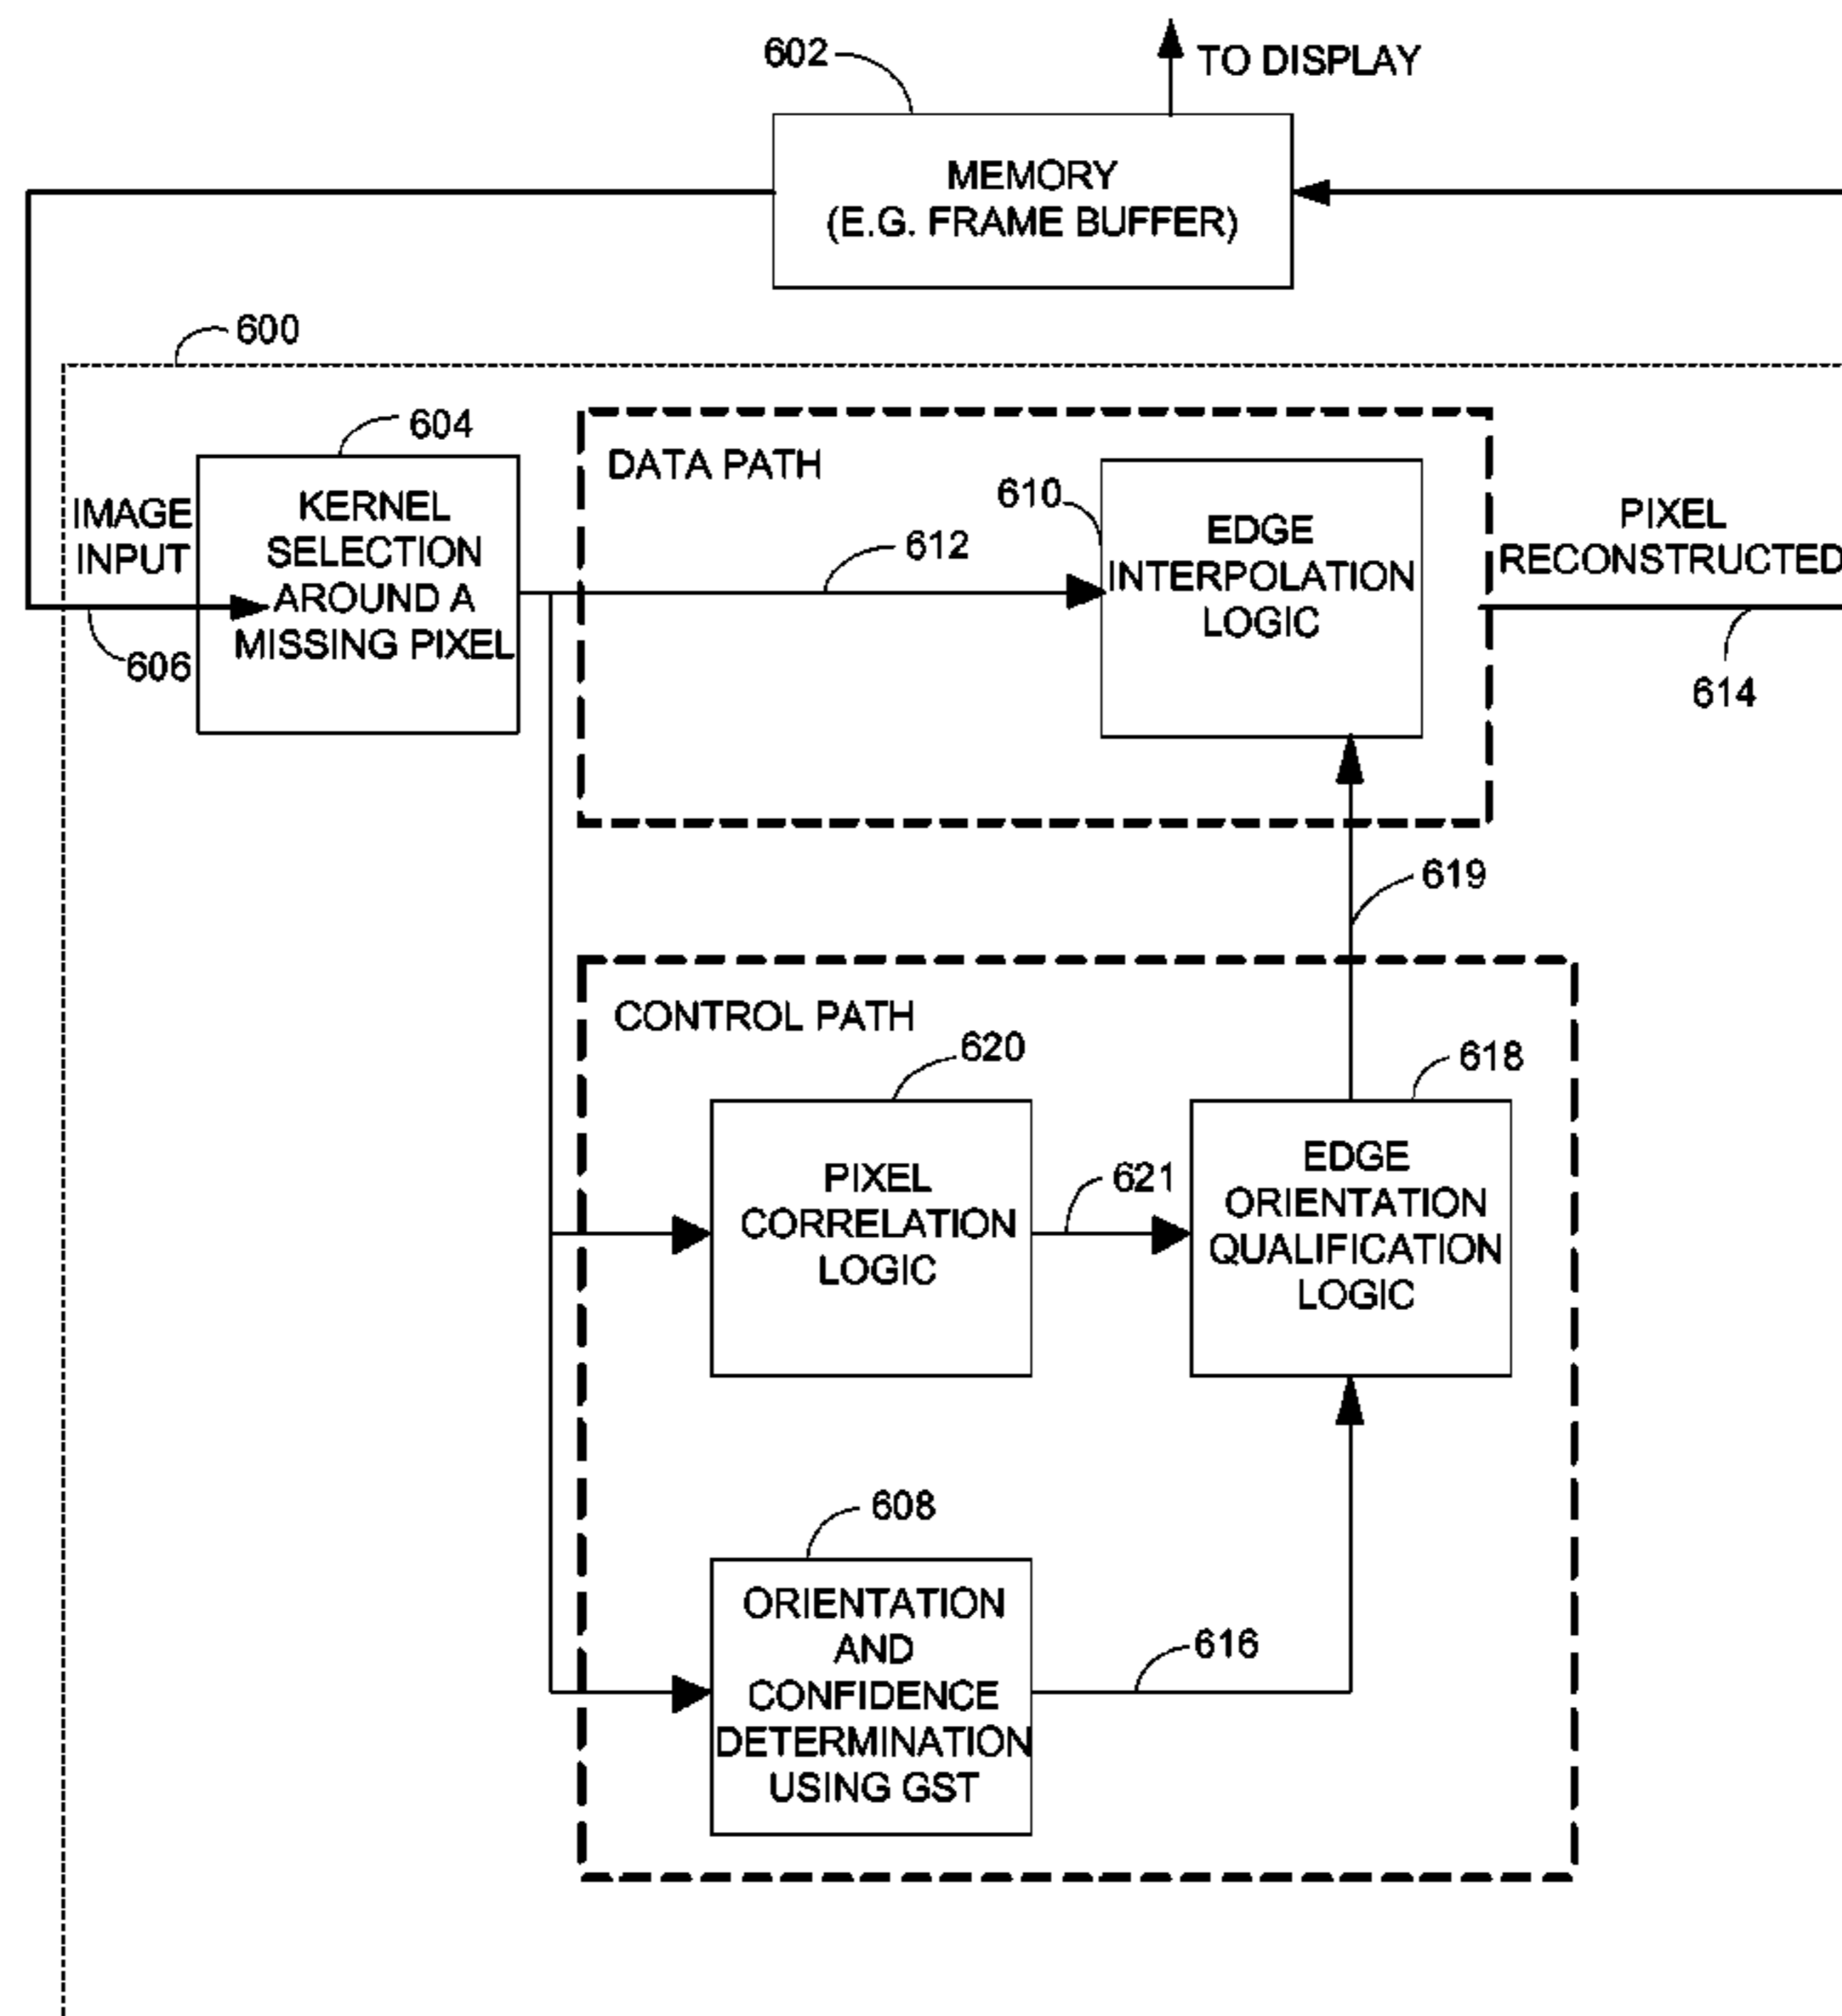 602
TO DISPLAY
MEMORY
(E.G. FRAME BUFFER)
600
604
IMAGE
INPUT
KERNEL
SELECTION
AROUND A
MISSING PIXEL
606
DATA PATH
610
EDGE
INTERPOLATION
LOGIC
612
PIXEL
RECONSTRUCTED
614
619
CONTROL PATH
620
618
PIXEL
CORRELATION
LOGIC
621
EDGE
ORIENTATION
QUALIFICATION
LOGIC
608
ORIENTATION
AND
CONFIDENCE
DETERMINATION
USING GST
616